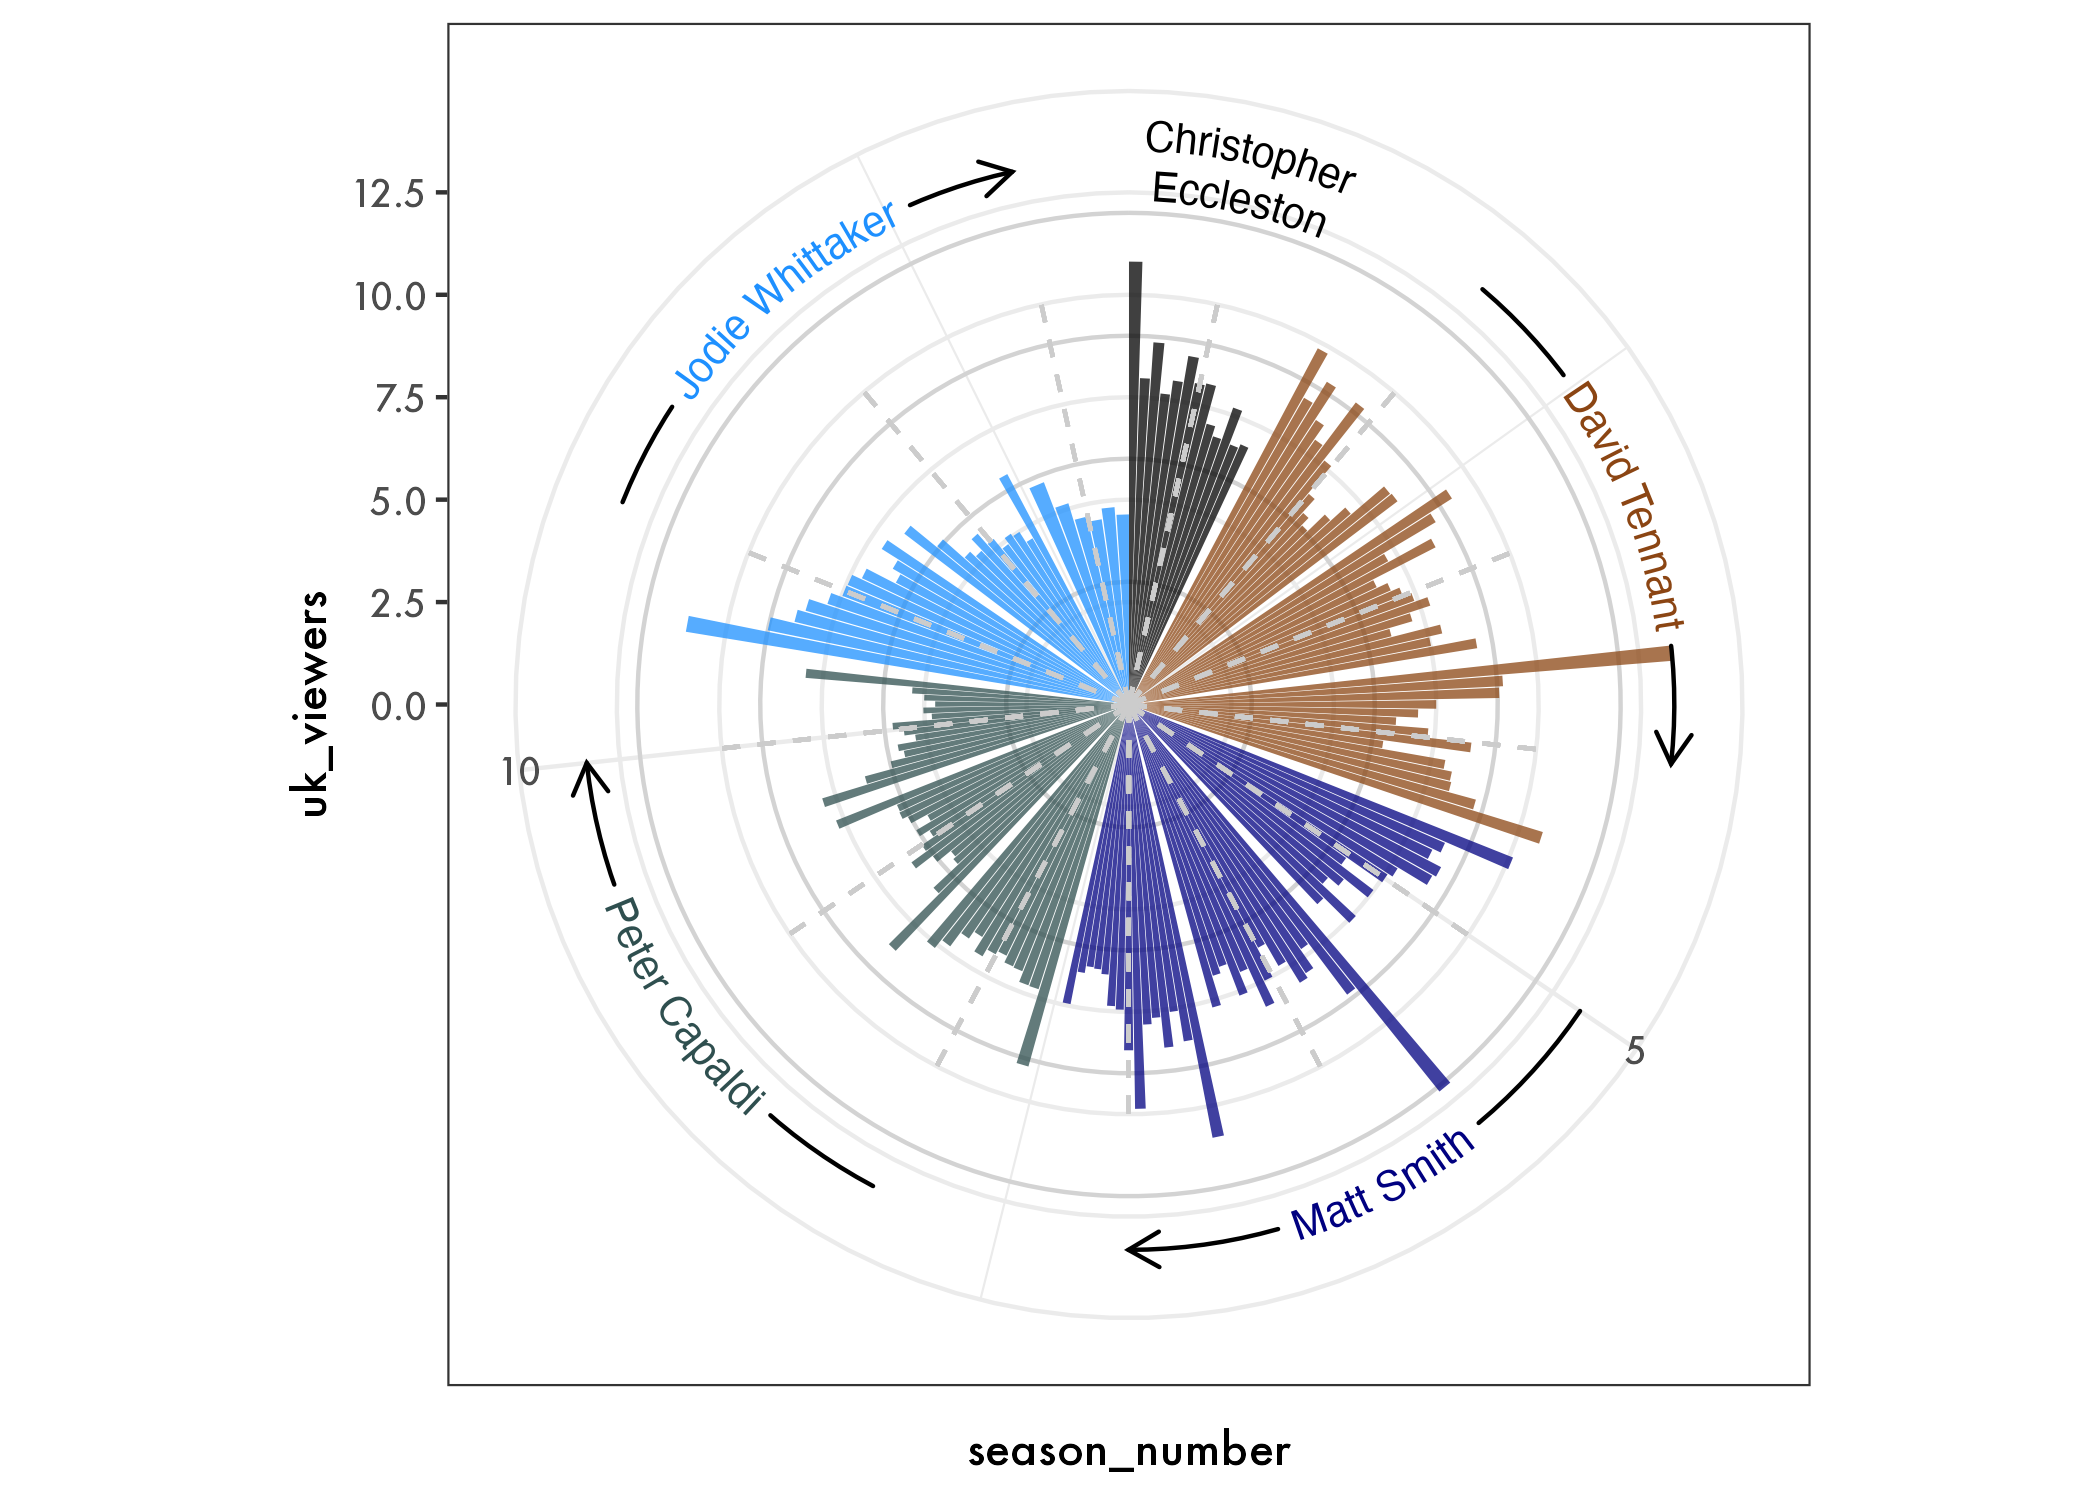 Christopher
Eccleston
David Tennant
Matt Smith
Peter Capaldi
Jodie Whittaker
12.5
10.0
7.5
5.0
2.5
0.0
10
5
uk_viewers
season_number